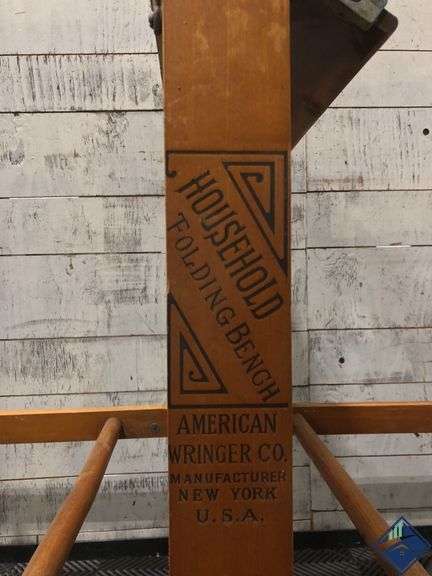 HOUSEHOLD
FOLDING BENCH
AMERICAN
WRINGER CO.
MANUFACTURER
NEW YORK
U.S.A.